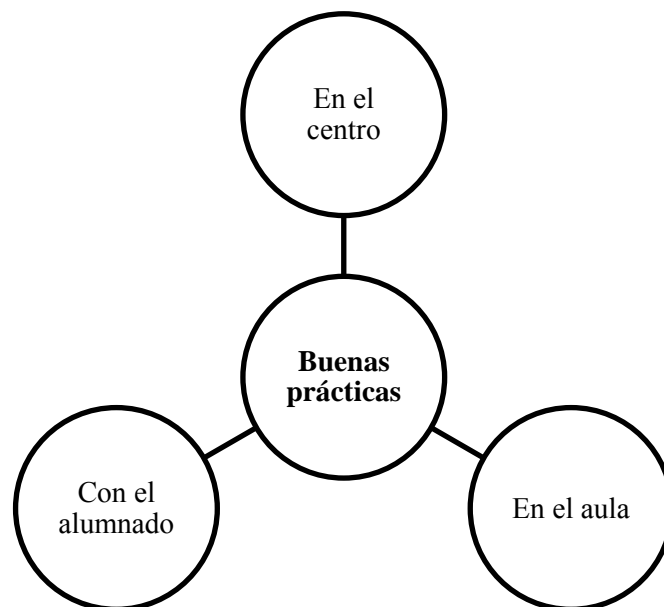 En el
centro
Buenas
prácticas
Con el
alumnado
En el aula